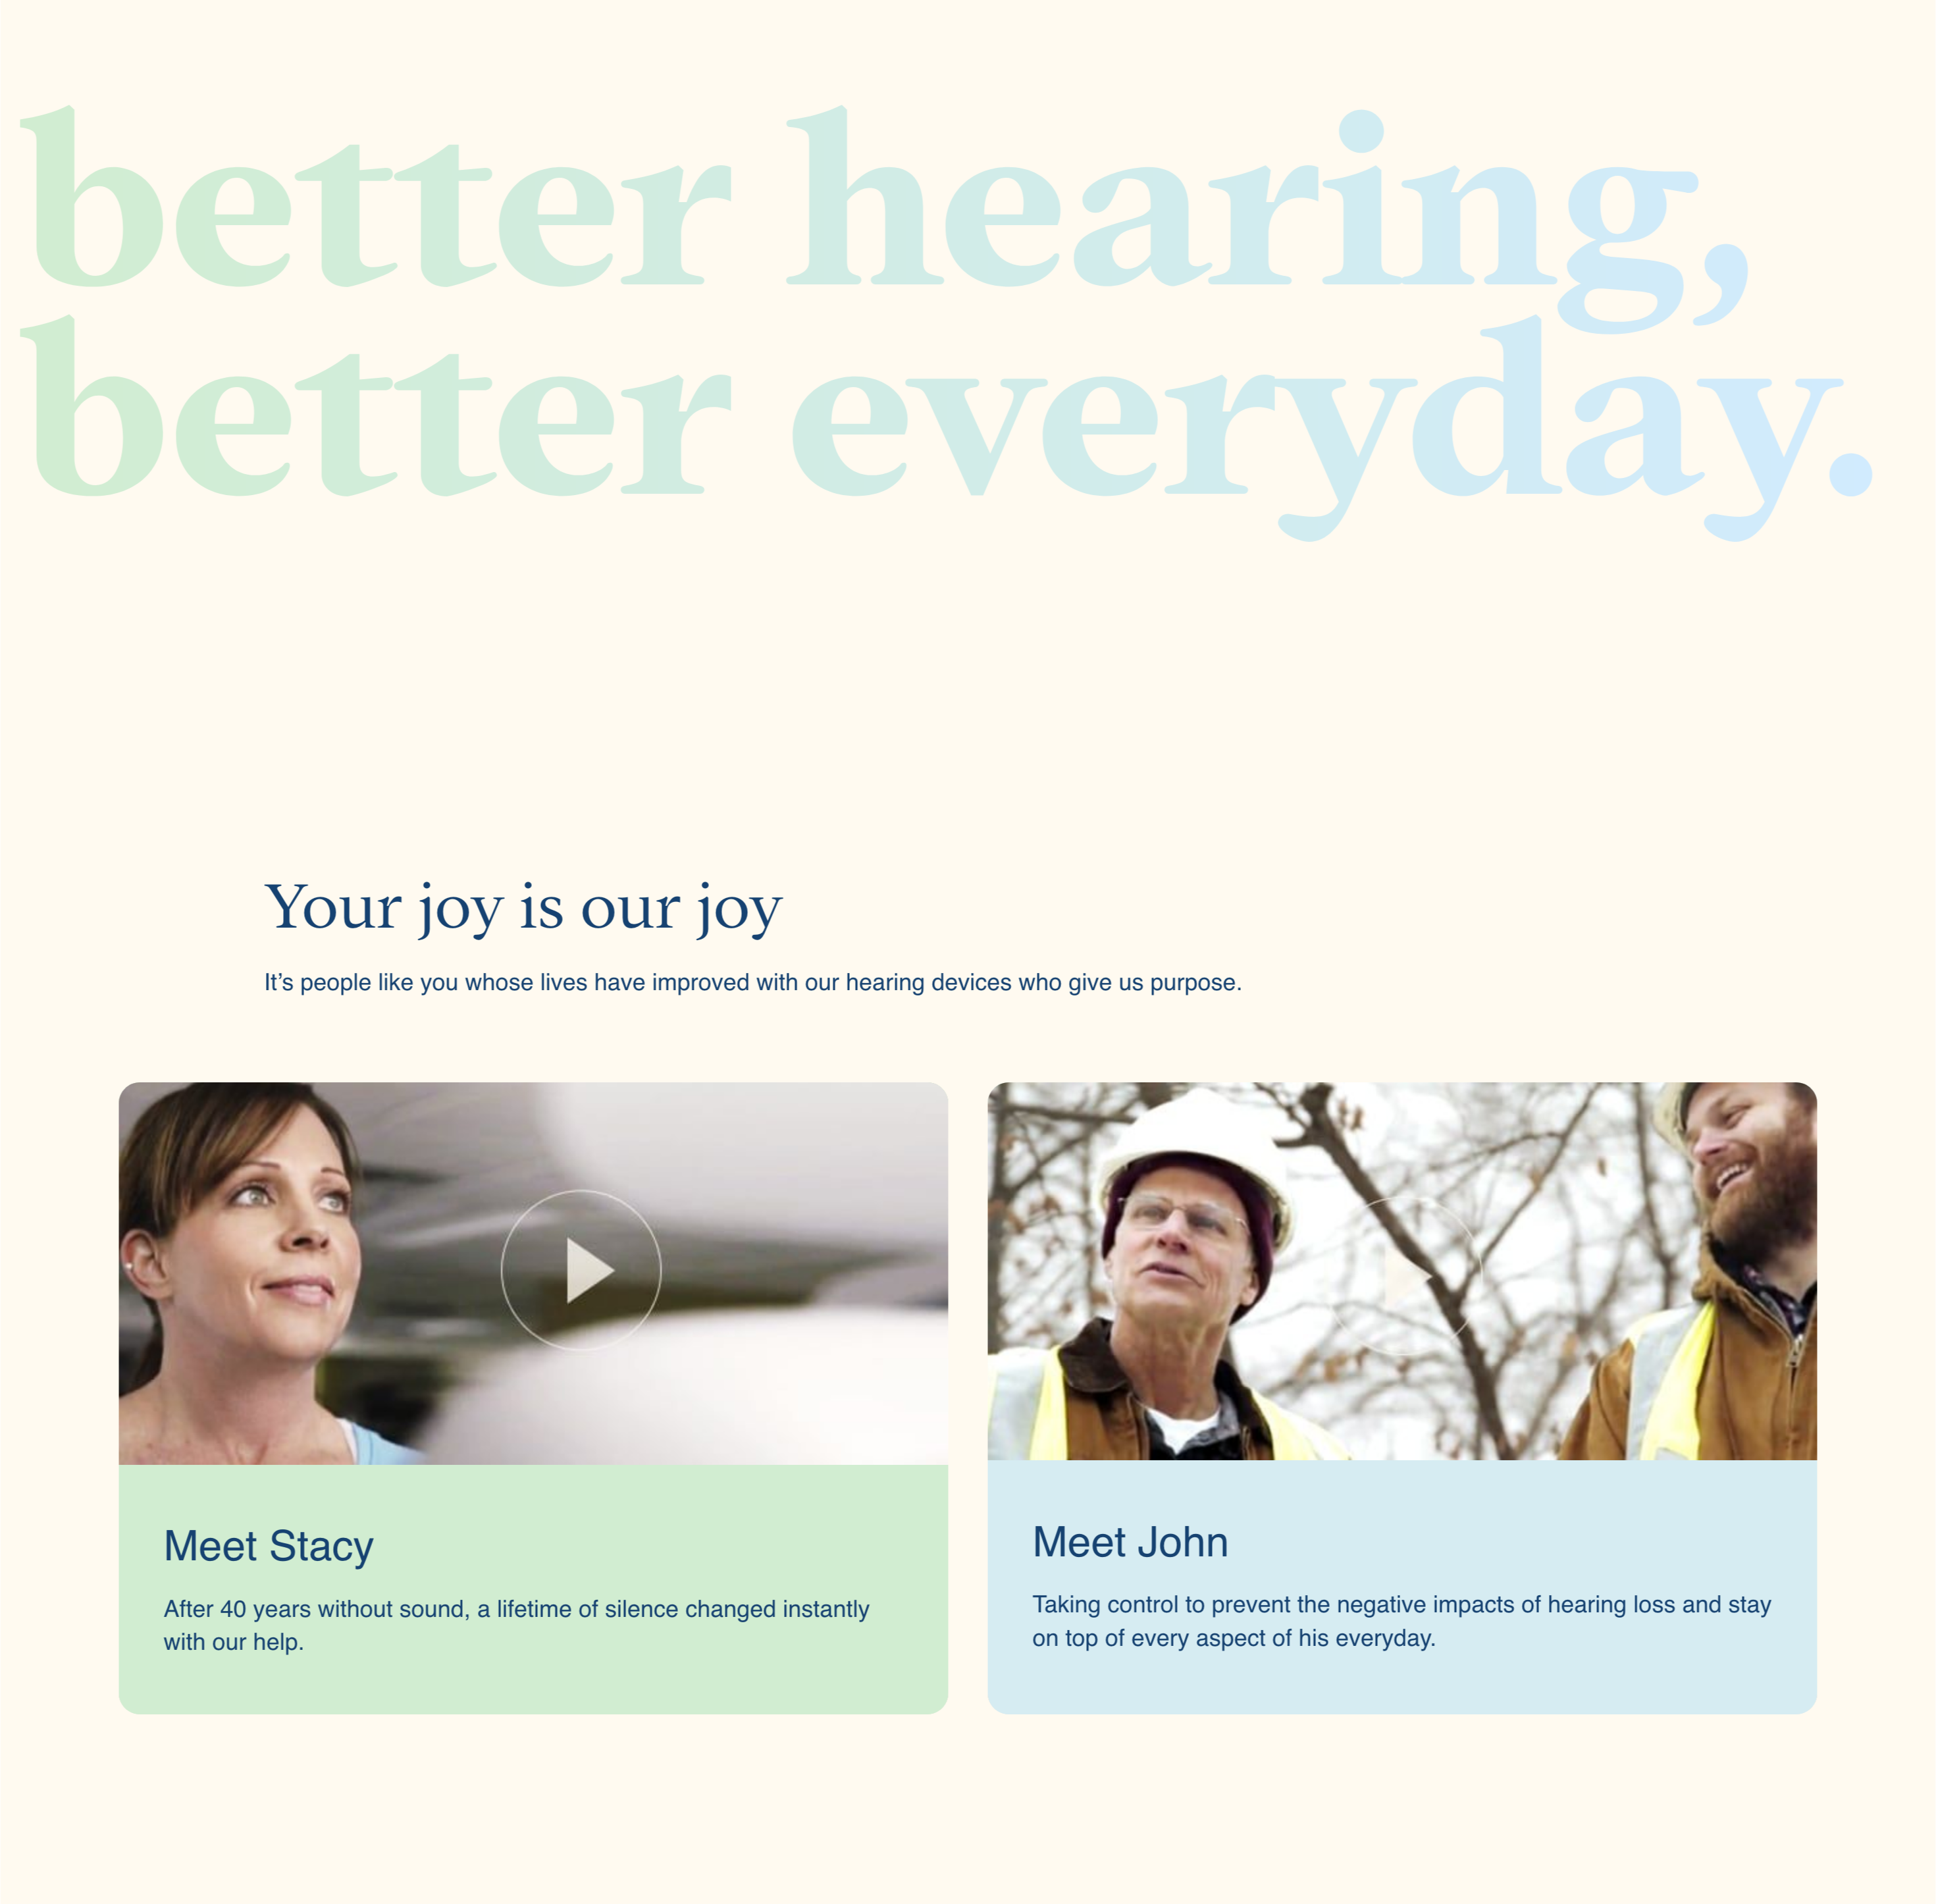 better hearing,
better everyday.
Your joy is our joy
It’s people like you whose lives have improved with our hearing devices who give us purpose.
Meet Stacy
After 40 years without sound, a lifetime of silence changed instantly
with our help.
Meet John
Taking control to prevent the negative impacts of hearing loss and stay
on top of every aspect of his everyday.